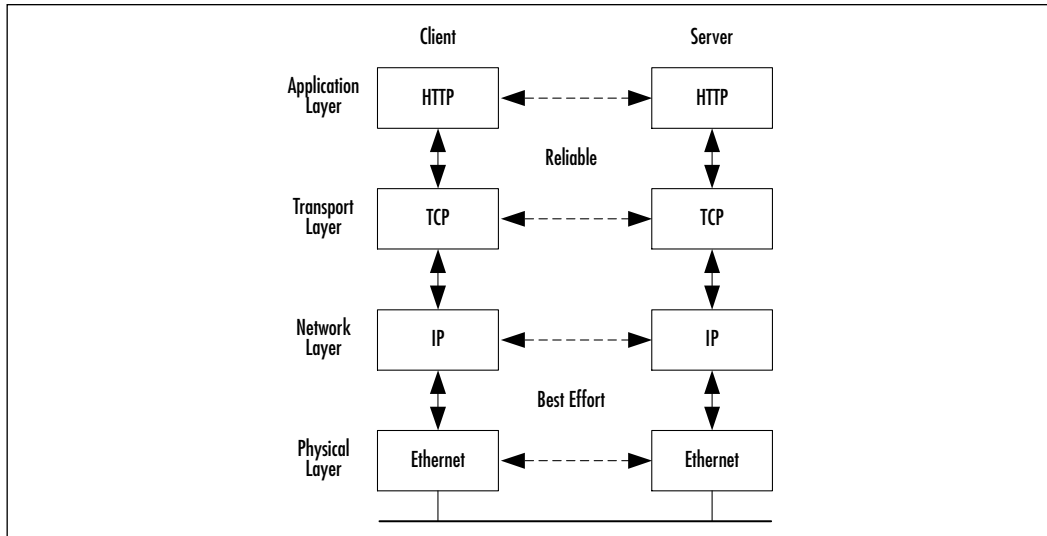 Client
Server
Application
Layer
HTTP
HTTP
Reliable
Transport
Layer
TCP
TCP
Network
Layer
IP
IP
Best Effort
Physical
Layer
Ethernet
Ethernet